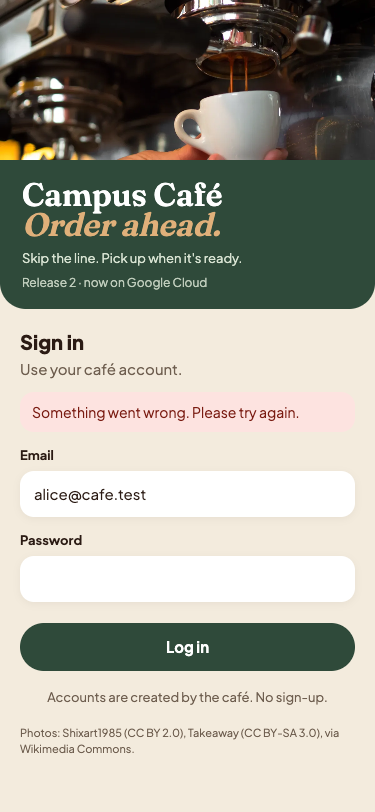 Campus Café
Order ahead.
Skip the line. Pick up when it's ready.
Release 2 · now on Google Cloud
Sign in
Use your café account.
Something went wrong. Please try again.
Email
alice@cafe.test
Password
Log in
Accounts are created by the café. No sign-up.
Photos: Shixart1985 (CC BY 2.0), Takeaway (CC BY-SA 3.0), via
Wikimedia Commons.